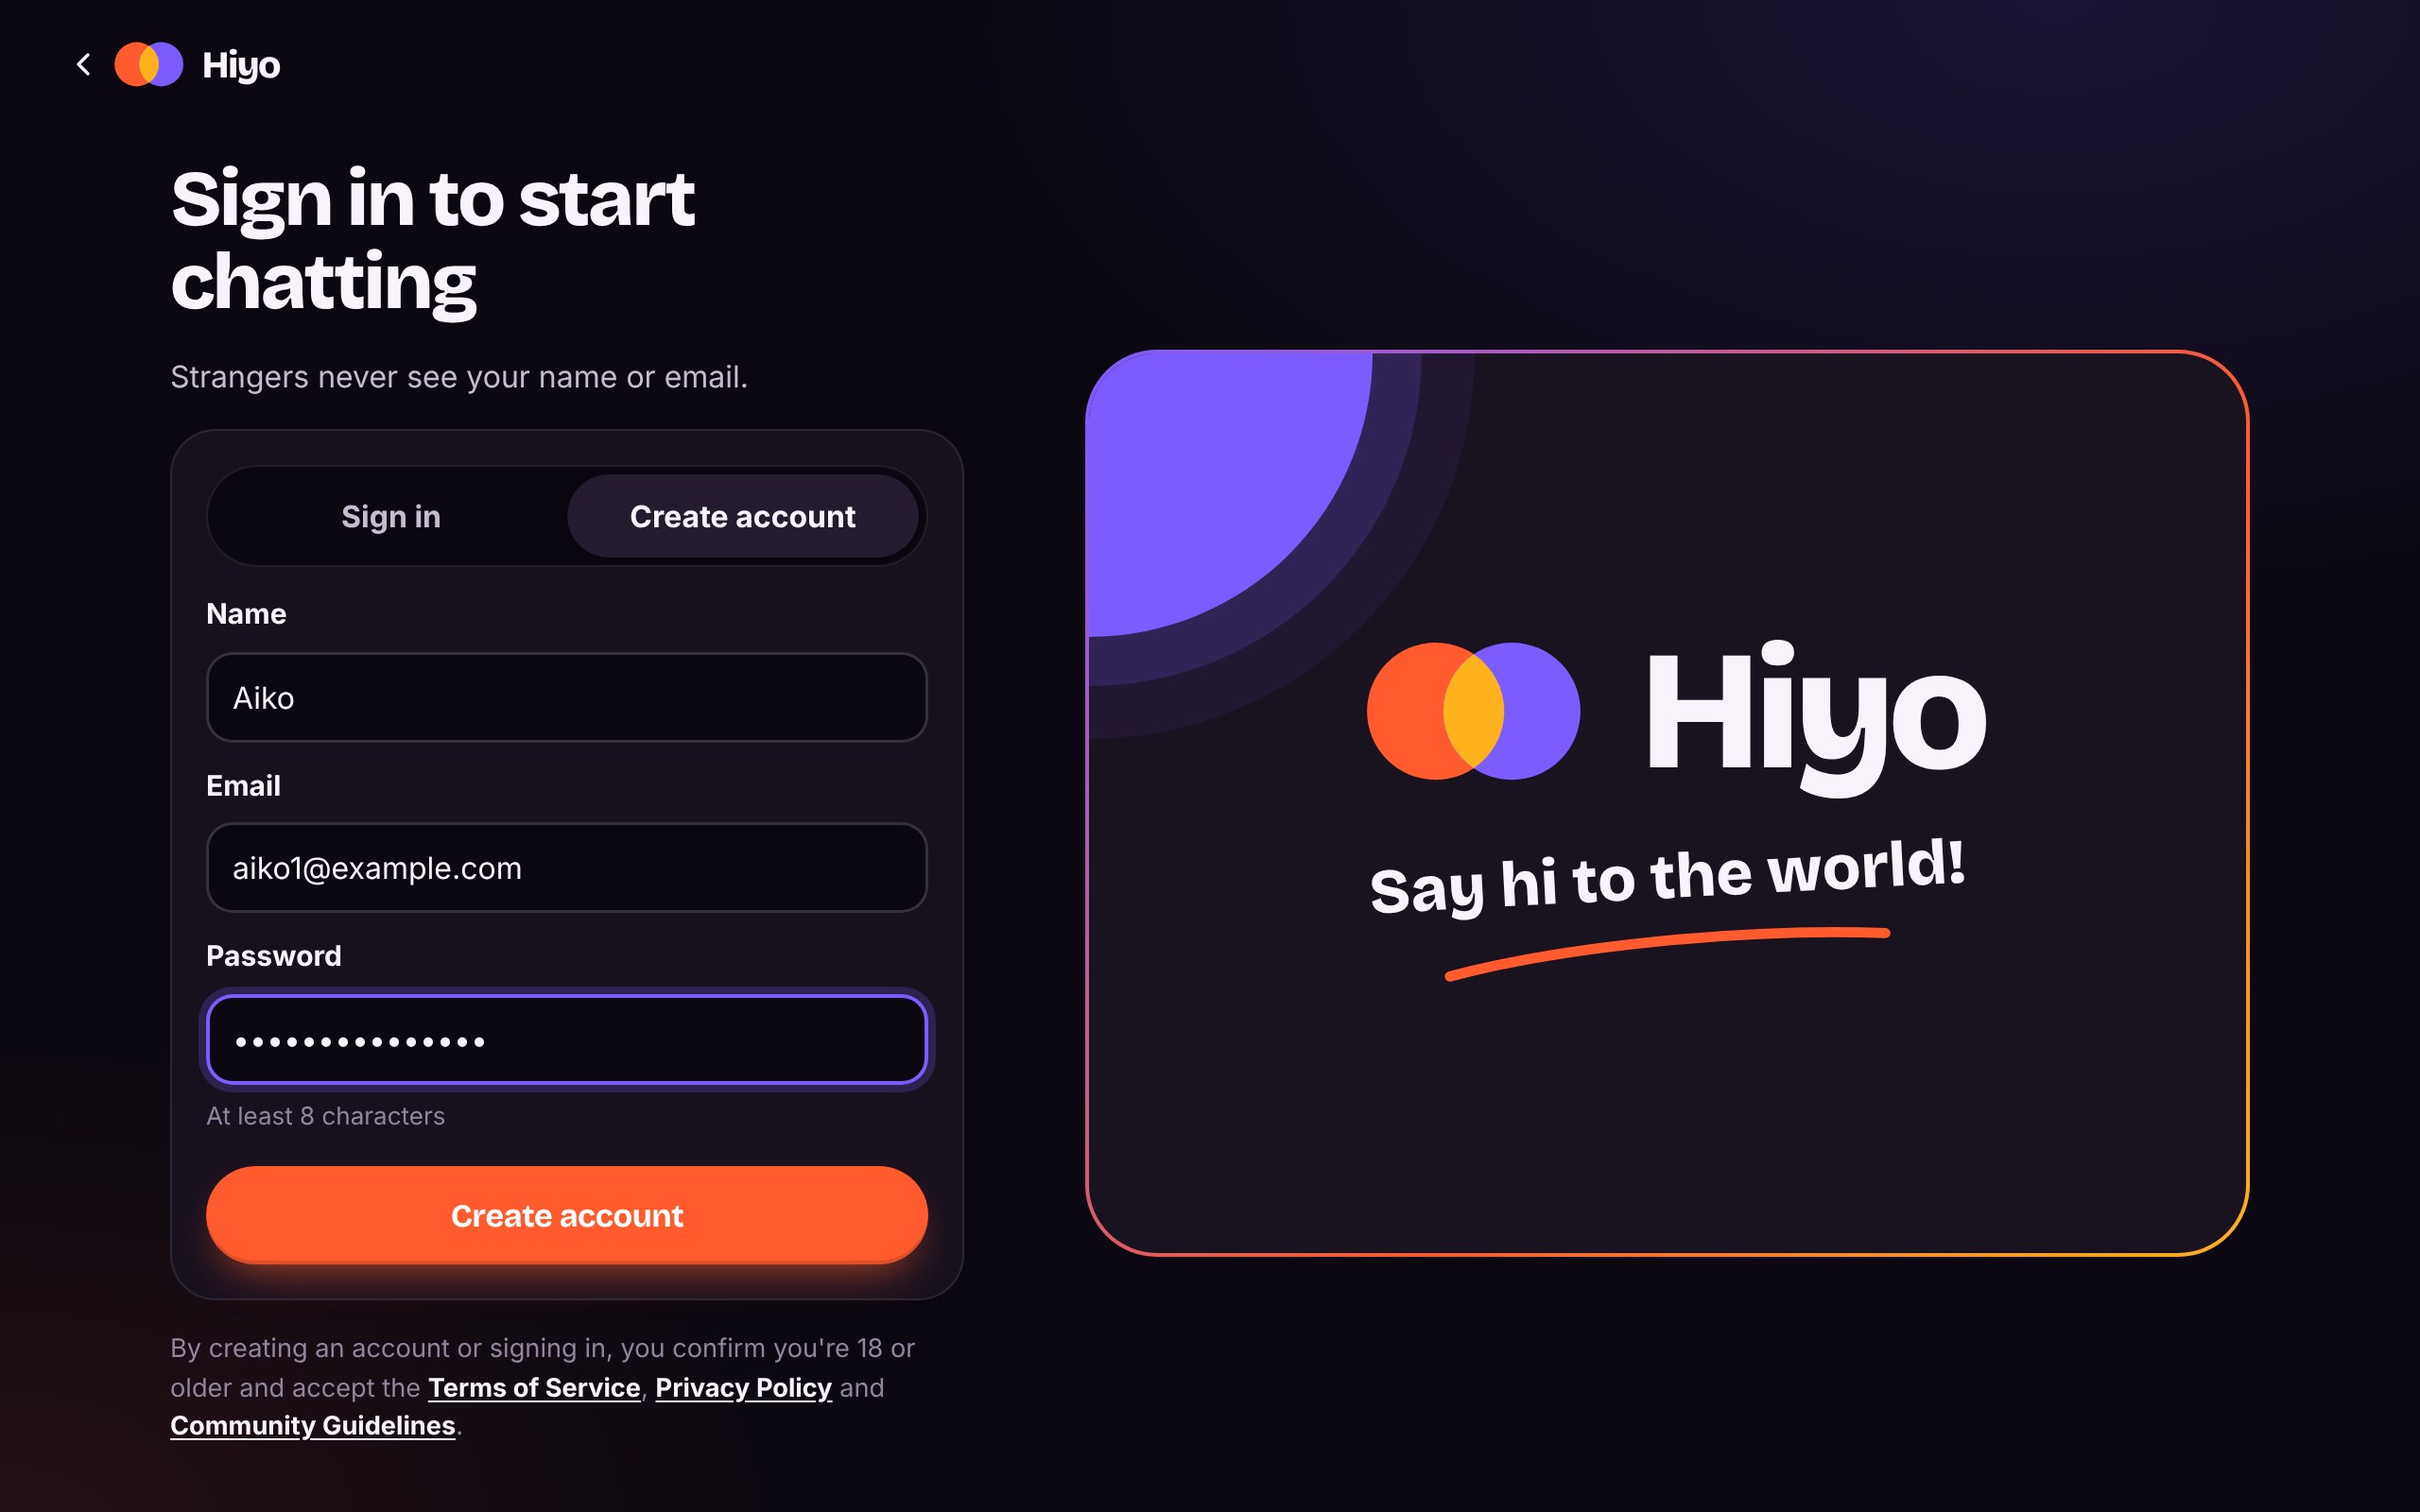 Hiyo
Sign in to start
chatting
Strangers never see your name or email.
Sign in
Create account
Name
Aiko
Email
aiko1@example.com
Password
•••••••••••••••
At least 8 characters
Create account
By creating an account or signing in, you confirm you're 18 or
older and accept the Terms of Service, Privacy Policy and
Community Guidelines.
Hiyo
Say hi to the world!